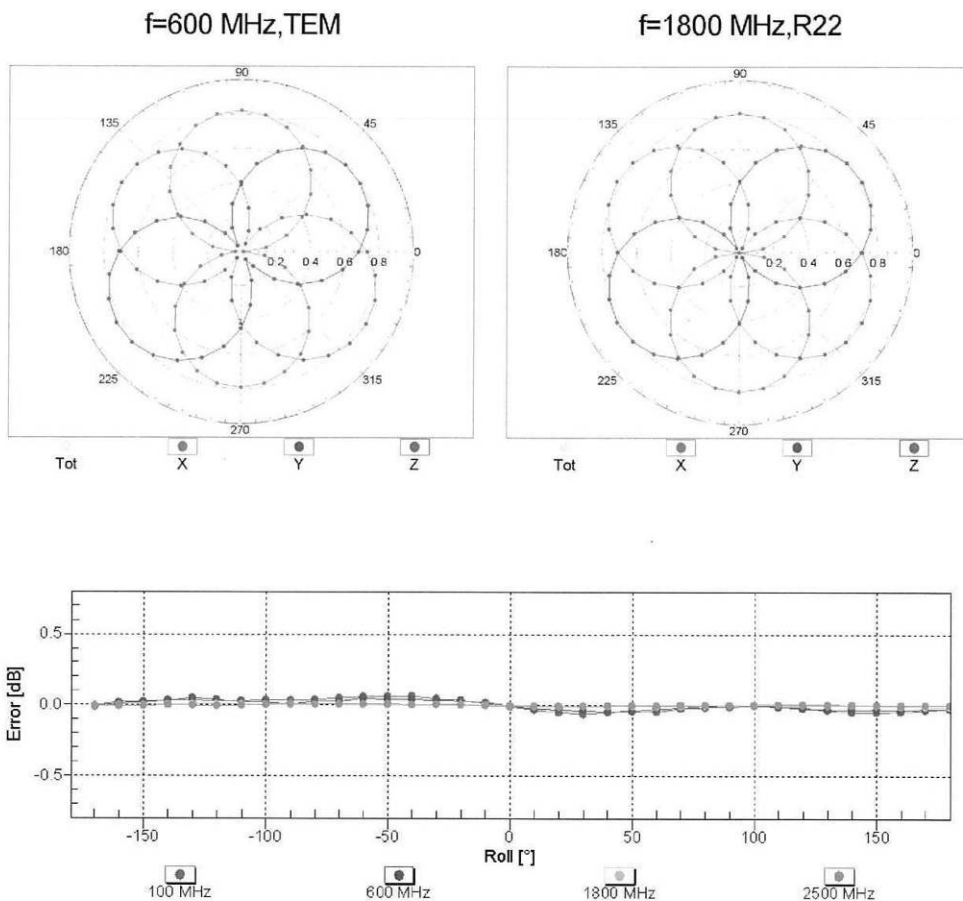 f=600 MHz,TEM
f=1800 MHz,R22
90
135
45
180
0.2 0.4 0.6 0.8
0
225
315
270
Tot X Y Z
90
135
45
180
0.2 0.4 0.6 0.8
0
225
315
270
Tot X Y Z
Error [dB]
0.5
0.0
-0.5
-150 -100 -50 0 50 100 150
Roll [°]
100 MHz 600 MHz 1800 MHz 2500 MHz